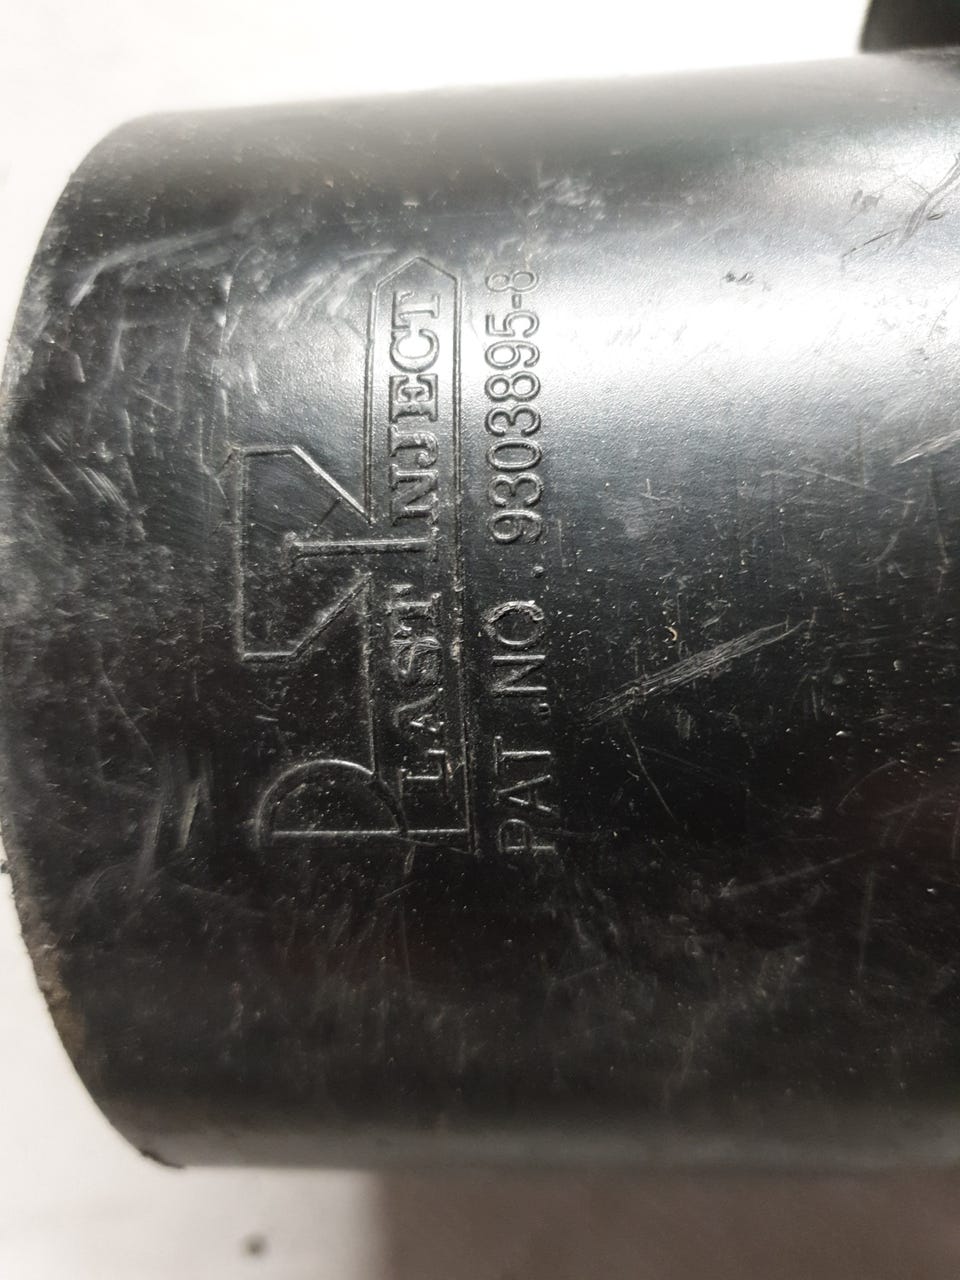 PLAST INJECT
PAT. NO. 9303895-8